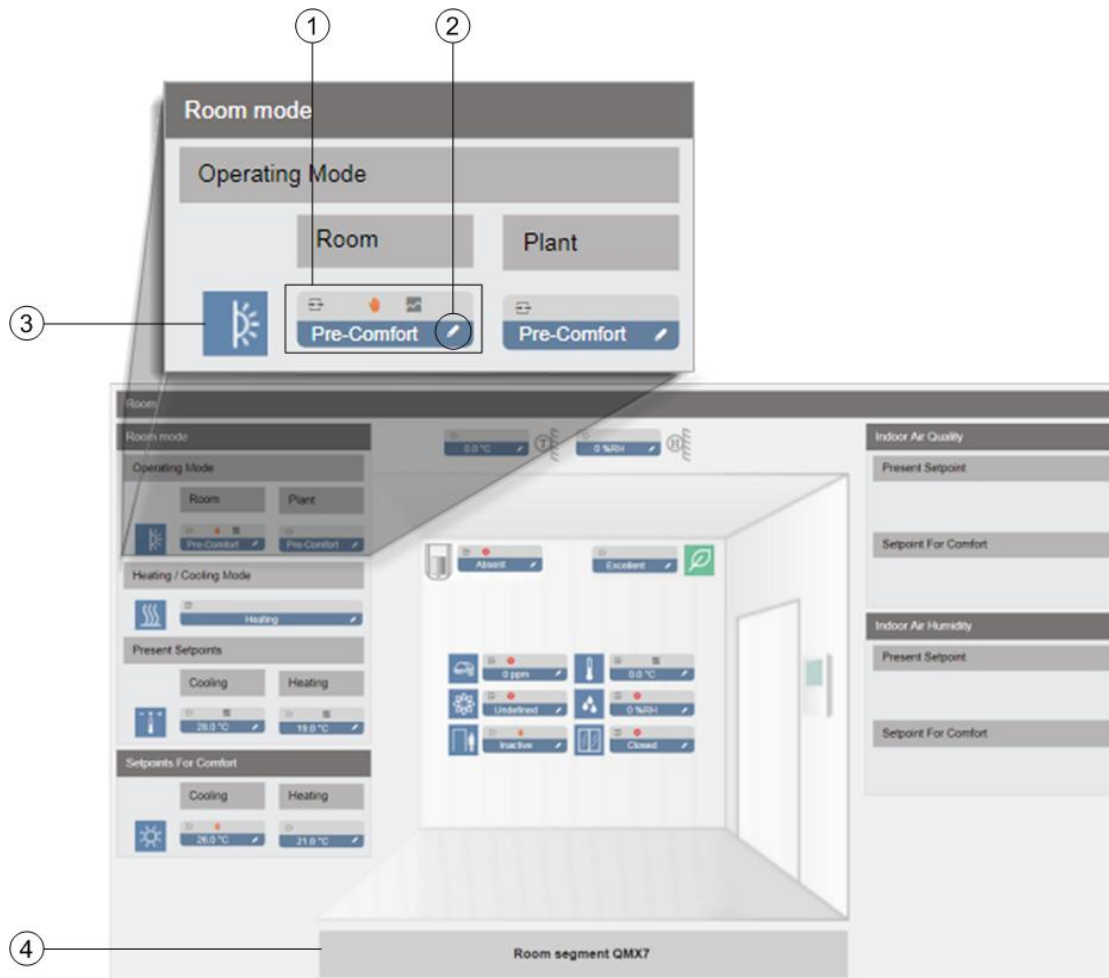 1 2
Room mode
Operating Mode
Room Plant
3
Pre-Comfort Pre-Comfort
Room
Room mode
Operating Mode
Room Plant
Pre-Comfort Pre-Comfort
Heating / Cooling Mode
Heating
Present Setpoints
Cooling Heating
28.0 °C 19.0 °C
Setpoints For Comfort
Cooling Heating
26.0 °C 21.0 °C
0.0 °C T 0 %RH H
Absent Excellent
0 ppm 0.0 °C
Undefined 0 %RH
Inactive Closed
Indoor Air Quality
Present Setpoint
Setpoint For Comfort
Indoor Air Humidity
Present Setpoint
Setpoint For Comfort
4
Room segment QMX7